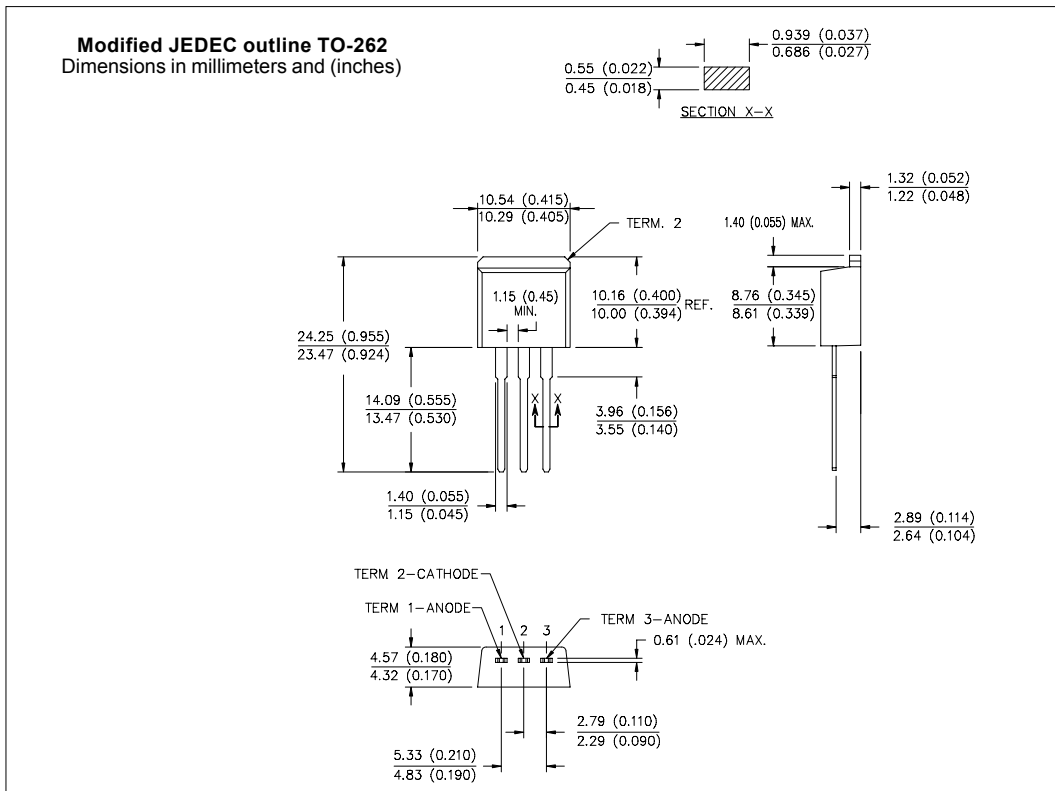 Modified JEDEC outline TO-262
Dimensions in millimeters and (inches)
0.939 (0.037)
0.686 (0.027)
0.55 (0.022)
0.45 (0.018)
SECTION X-X
1.32 (0.052)
1.22 (0.048)
10.54 (0.415)
10.29 (0.405)
TERM. 2
1.40 (0.055) MAX.
1.15 (0.45)
MIN.
10.16 (0.400)
10.00 (0.394)
REF.
8.76 (0.345)
8.61 (0.339)
24.25 (0.955)
23.47 (0.924)
14.09 (0.555)
13.47 (0.530)
X X
3.96 (0.156)
3.55 (0.140)
1.40 (0.055)
1.15 (0.045)
2.89 (0.114)
2.64 (0.104)
TERM 2-CATHODE
TERM 1-ANODE
TERM 3-ANODE
1 2 3
0.61 (.024) MAX.
4.57 (0.180)
4.32 (0.170)
2.79 (0.110)
2.29 (0.090)
5.33 (0.210)
4.83 (0.190)